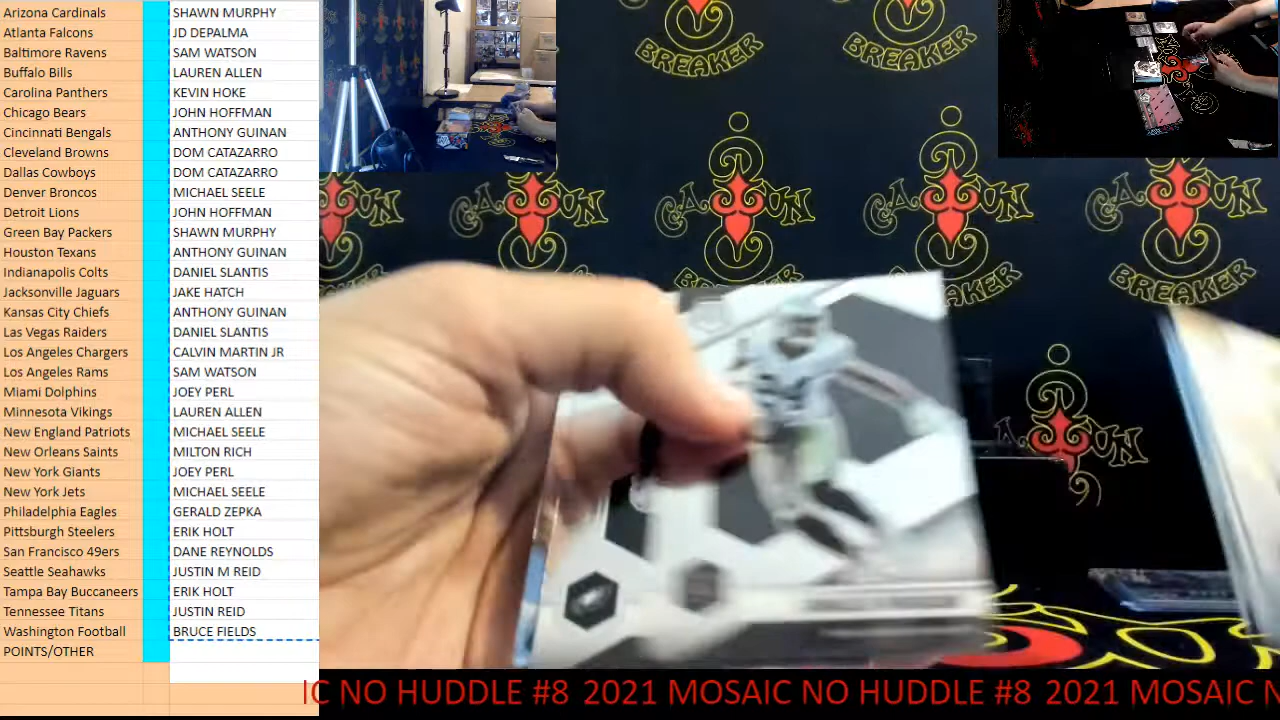 Arizona Cardinals SHAWN MURPHY
Atlanta Falcons JD DEPALMA
Baltimore Ravens SAM WATSON
Buffalo Bills LAUREN ALLEN
Carolina Panthers KEVIN HOKE
Chicago Bears JOHN HOFFMAN
Cincinnati Bengals ANTHONY GUINAN
Cleveland Browns DOM CATAZARRO
Dallas Cowboys DOM CATAZARRO
Denver Broncos MICHAEL SEELE
Detroit Lions JOHN HOFFMAN
Green Bay Packers SHAWN MURPHY
Houston Texans ANTHONY GUINAN
Indianapolis Colts DANIEL SLANTIS
Jacksonville Jaguars JAKE HATCH
Kansas City Chiefs ANTHONY GUINAN
Las Vegas Raiders DANIEL SLANTIS
Los Angeles Chargers CALVIN MARTIN JR
Los Angeles Rams SAM WATSON
Miami Dolphins JOEY PERL
Minnesota Vikings LAUREN ALLEN
New England Patriots MICHAEL SEELE
New Orleans Saints MILTON RICH
New York Giants JOEY PERL
New York Jets MICHAEL SEELE
Philadelphia Eagles GERALD ZEPKA
Pittsburgh Steelers ERIK HOLT
San Francisco 49ers DANE REYNOLDS
Seattle Seahawks JUSTIN M REID
Tampa Bay Buccaneers ERIK HOLT
Tennessee Titans JUSTIN REID
Washington Football BRUCE FIELDS
POINTS/OTHER
BREAKER
BREAKER
CAJUN
CAJUN
CAJUN
CAJUN
BREAKER
BREAKER
IC NO HUDDLE #8 2021 MOSAIC NO HUDDLE #8 2021 MOSAIC N